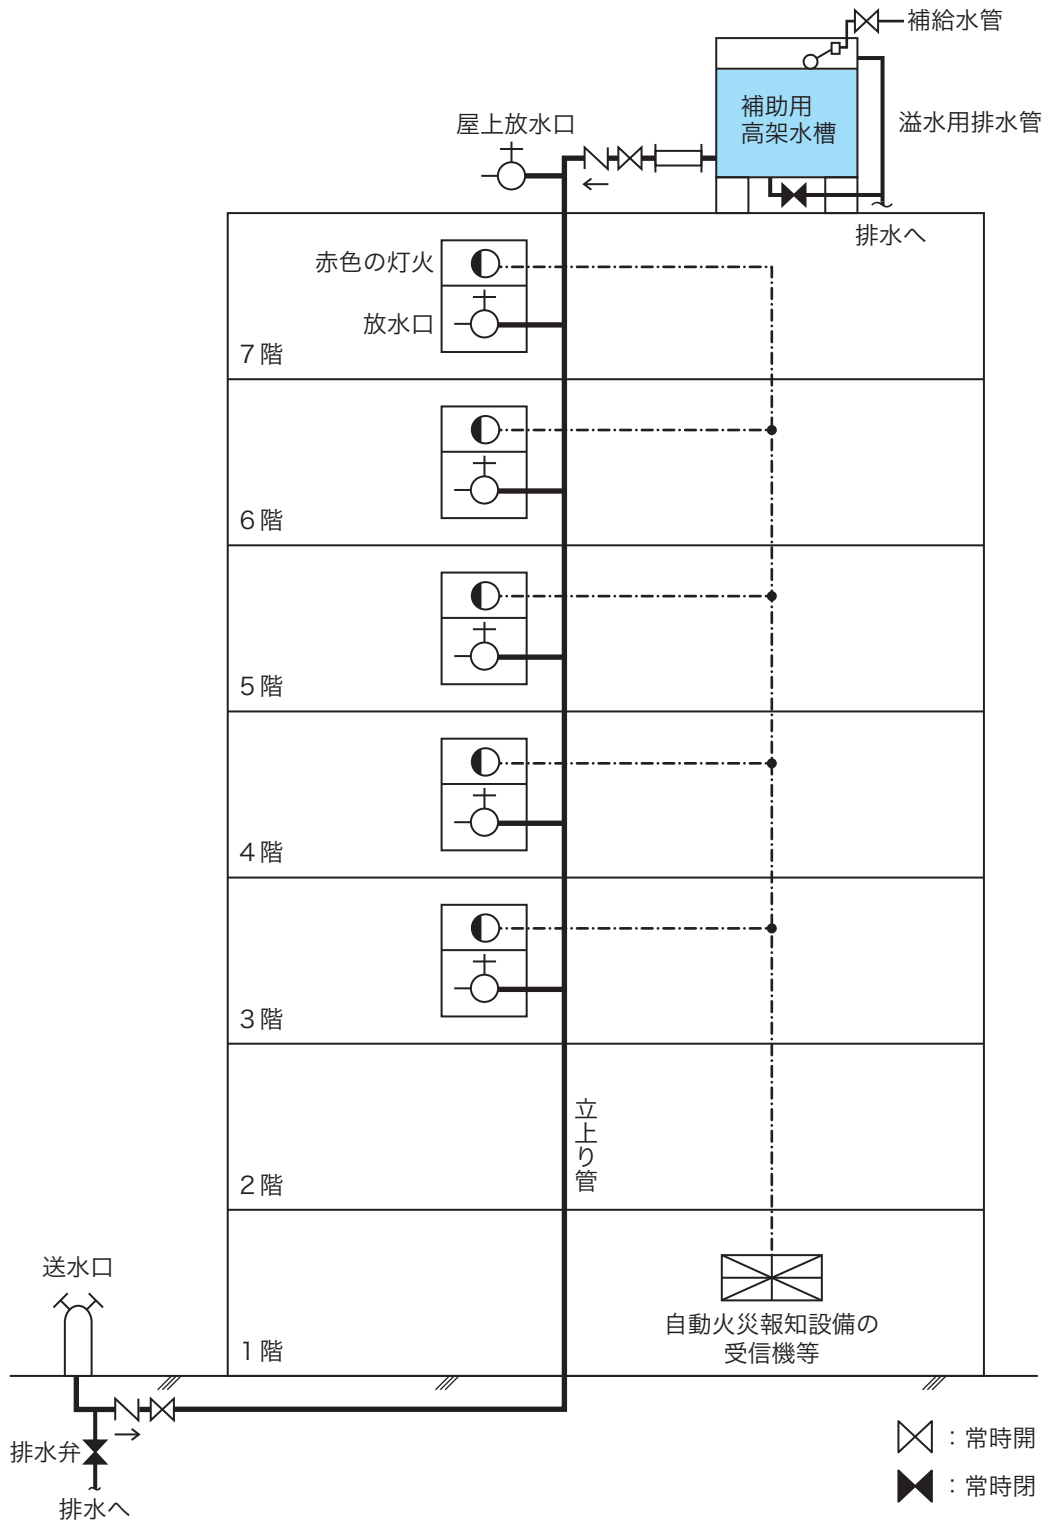 補給水管
補助用
高架水槽
溢水用排水管
屋上放水口
排水へ
赤色の灯火
放水口
7階
6階
5階
4階
3階
立上り管
2階
送水口
自動火災報知設備の
受信機等
1階
排水弁
排水へ
：常時開
：常時閉